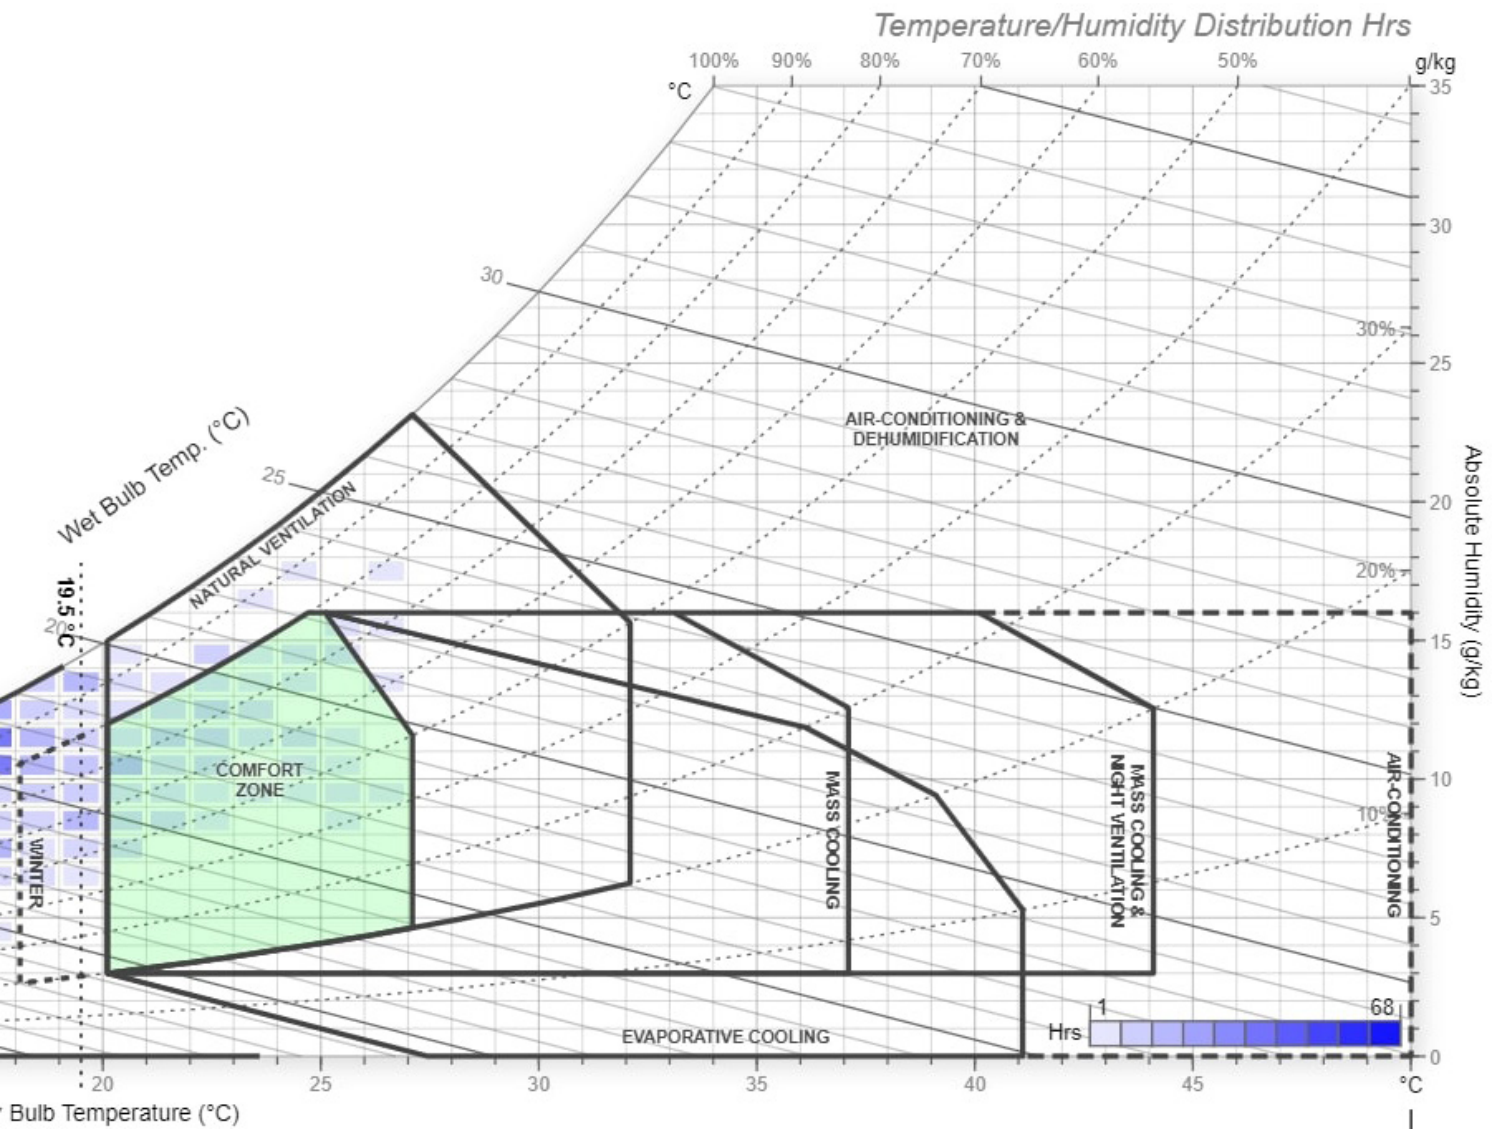 Temperature/Humidity Distribution Hrs
100% 90% 80% 70% 60% 50% g/kg
°C
35
30
30
30%
25
AIR-CONDITIONING &
DEHUMIDIFICATION
Wet Bulb Temp. (°C)
25
20
NATURAL VENTILATION
Absolute Humidity (g/kg)
20%
19.5 °C
20
15
COMFORT
ZONE
10
10%
WINTER
MASS COOLING
MASS COOLING &
NIGHT VENTILATION
AIR-CONDITIONING
5
1 68
Hrs
EVAPORATIVE COOLING
0
20 25 30 35 40 45 °C
Bulb Temperature (°C)